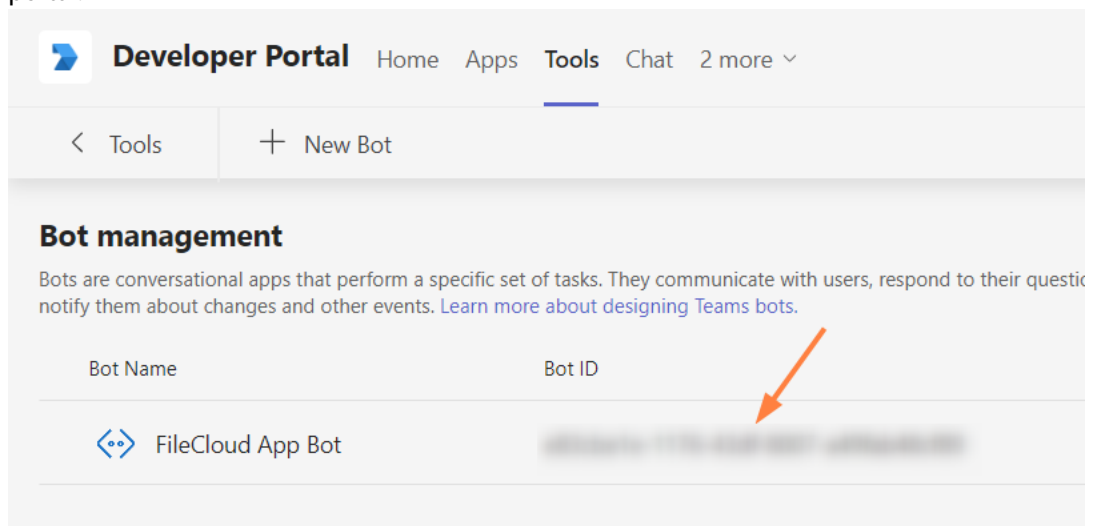 Developer Portal Home Apps Tools Chat 2 more
Tools New Bot
Bot management
Bots are conversational apps that perform a specific set of tasks. They communicate with users, respond to their questio
notify them about changes and other events. Learn more about designing Teams bots.
Bot Name Bot ID
FileCloud App Bot